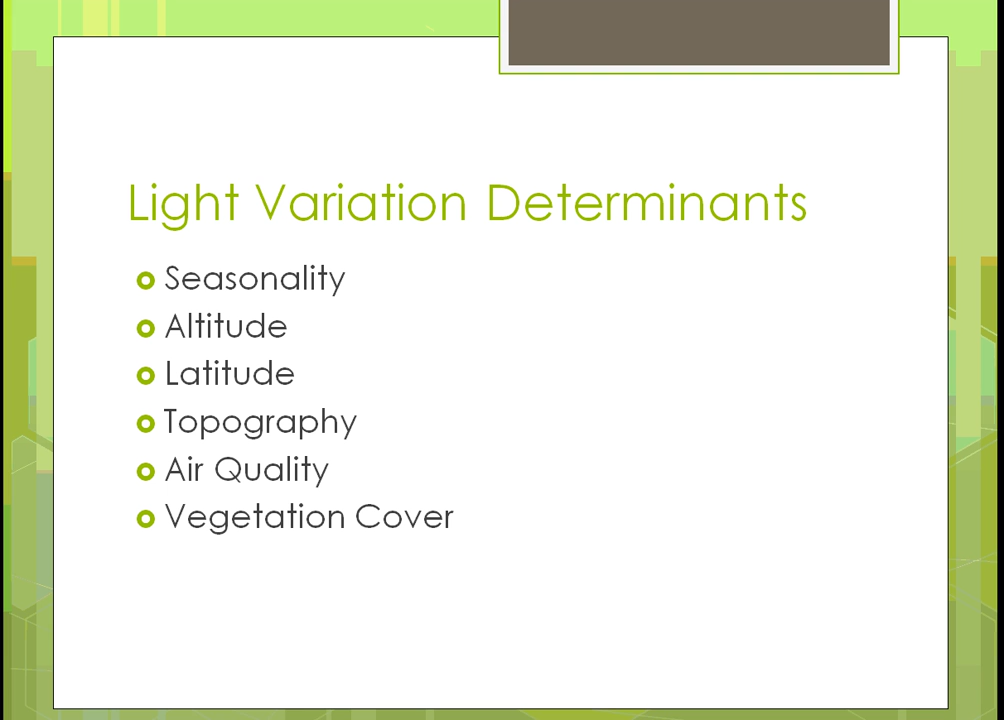 Light Variation Determinants
Seasonality
Altitude
Latitude
Topography
Air Quality
Vegetation Cover